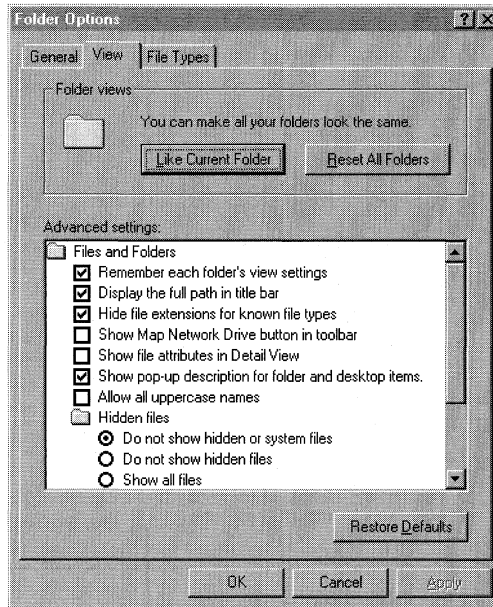 Folder Options
? X
General View File Types
Folder views
You can make all your folders look the same.
Like Current Folder Reset All Folders
Advanced settings:
Files and Folders
Remember each folder's view settings
Display the full path in title bar
Hide file extensions for known file types
Show Map Network Drive button in toolbar
Show file attributes in Detail View
Show pop-up description for folder and desktop items.
Allow all uppercase names
Hidden files
Do not show hidden or system files
Do not show hidden files
Show all files
Restore Defaults
OK Cancel Apply